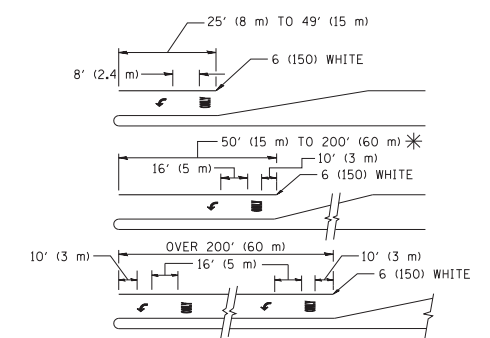 25' (8 m) TO 49' (15 m)
8' (2.4 m)
6 (150) WHITE
50' (15 m) TO 200' (60 m) *
16' (5 m)
10' (3 m)
6 (150) WHITE
OVER 200' (60 m)
10' (3 m)
16' (5 m)
10' (3 m)
6 (150) WHITE